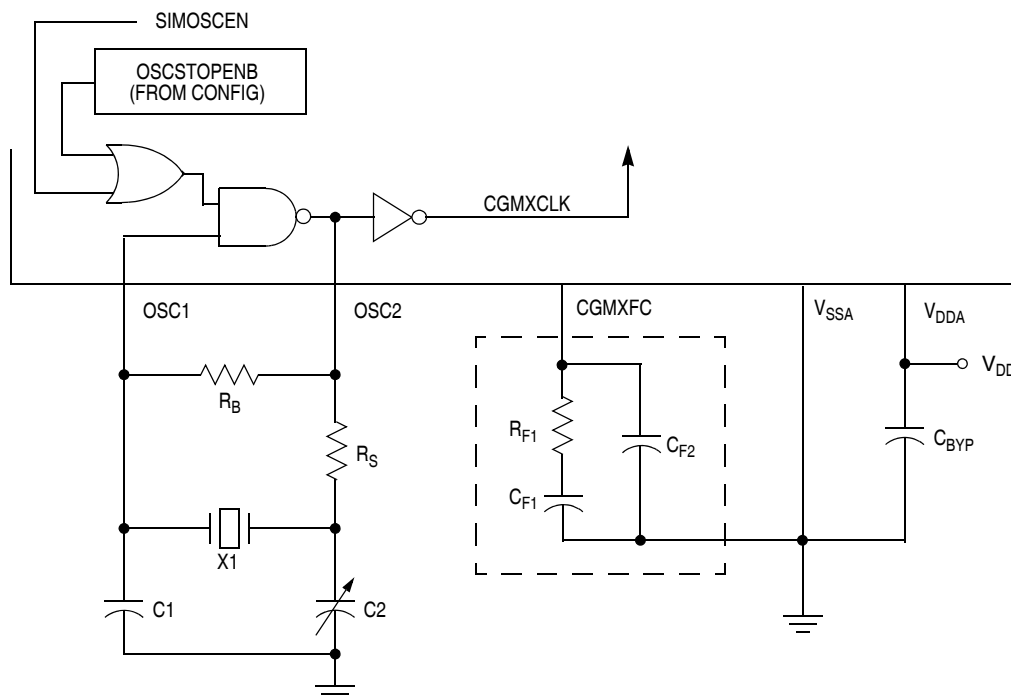 SIMOSCEN
OSCSTOPENB
(FROM CONFIG)
CGMXCLK
OSC1
OSC2
CGMXFC
VSSA
VDDA
VDD
RB
RS
RF1
CF2
CBYP
CF1
X1
C1
C2